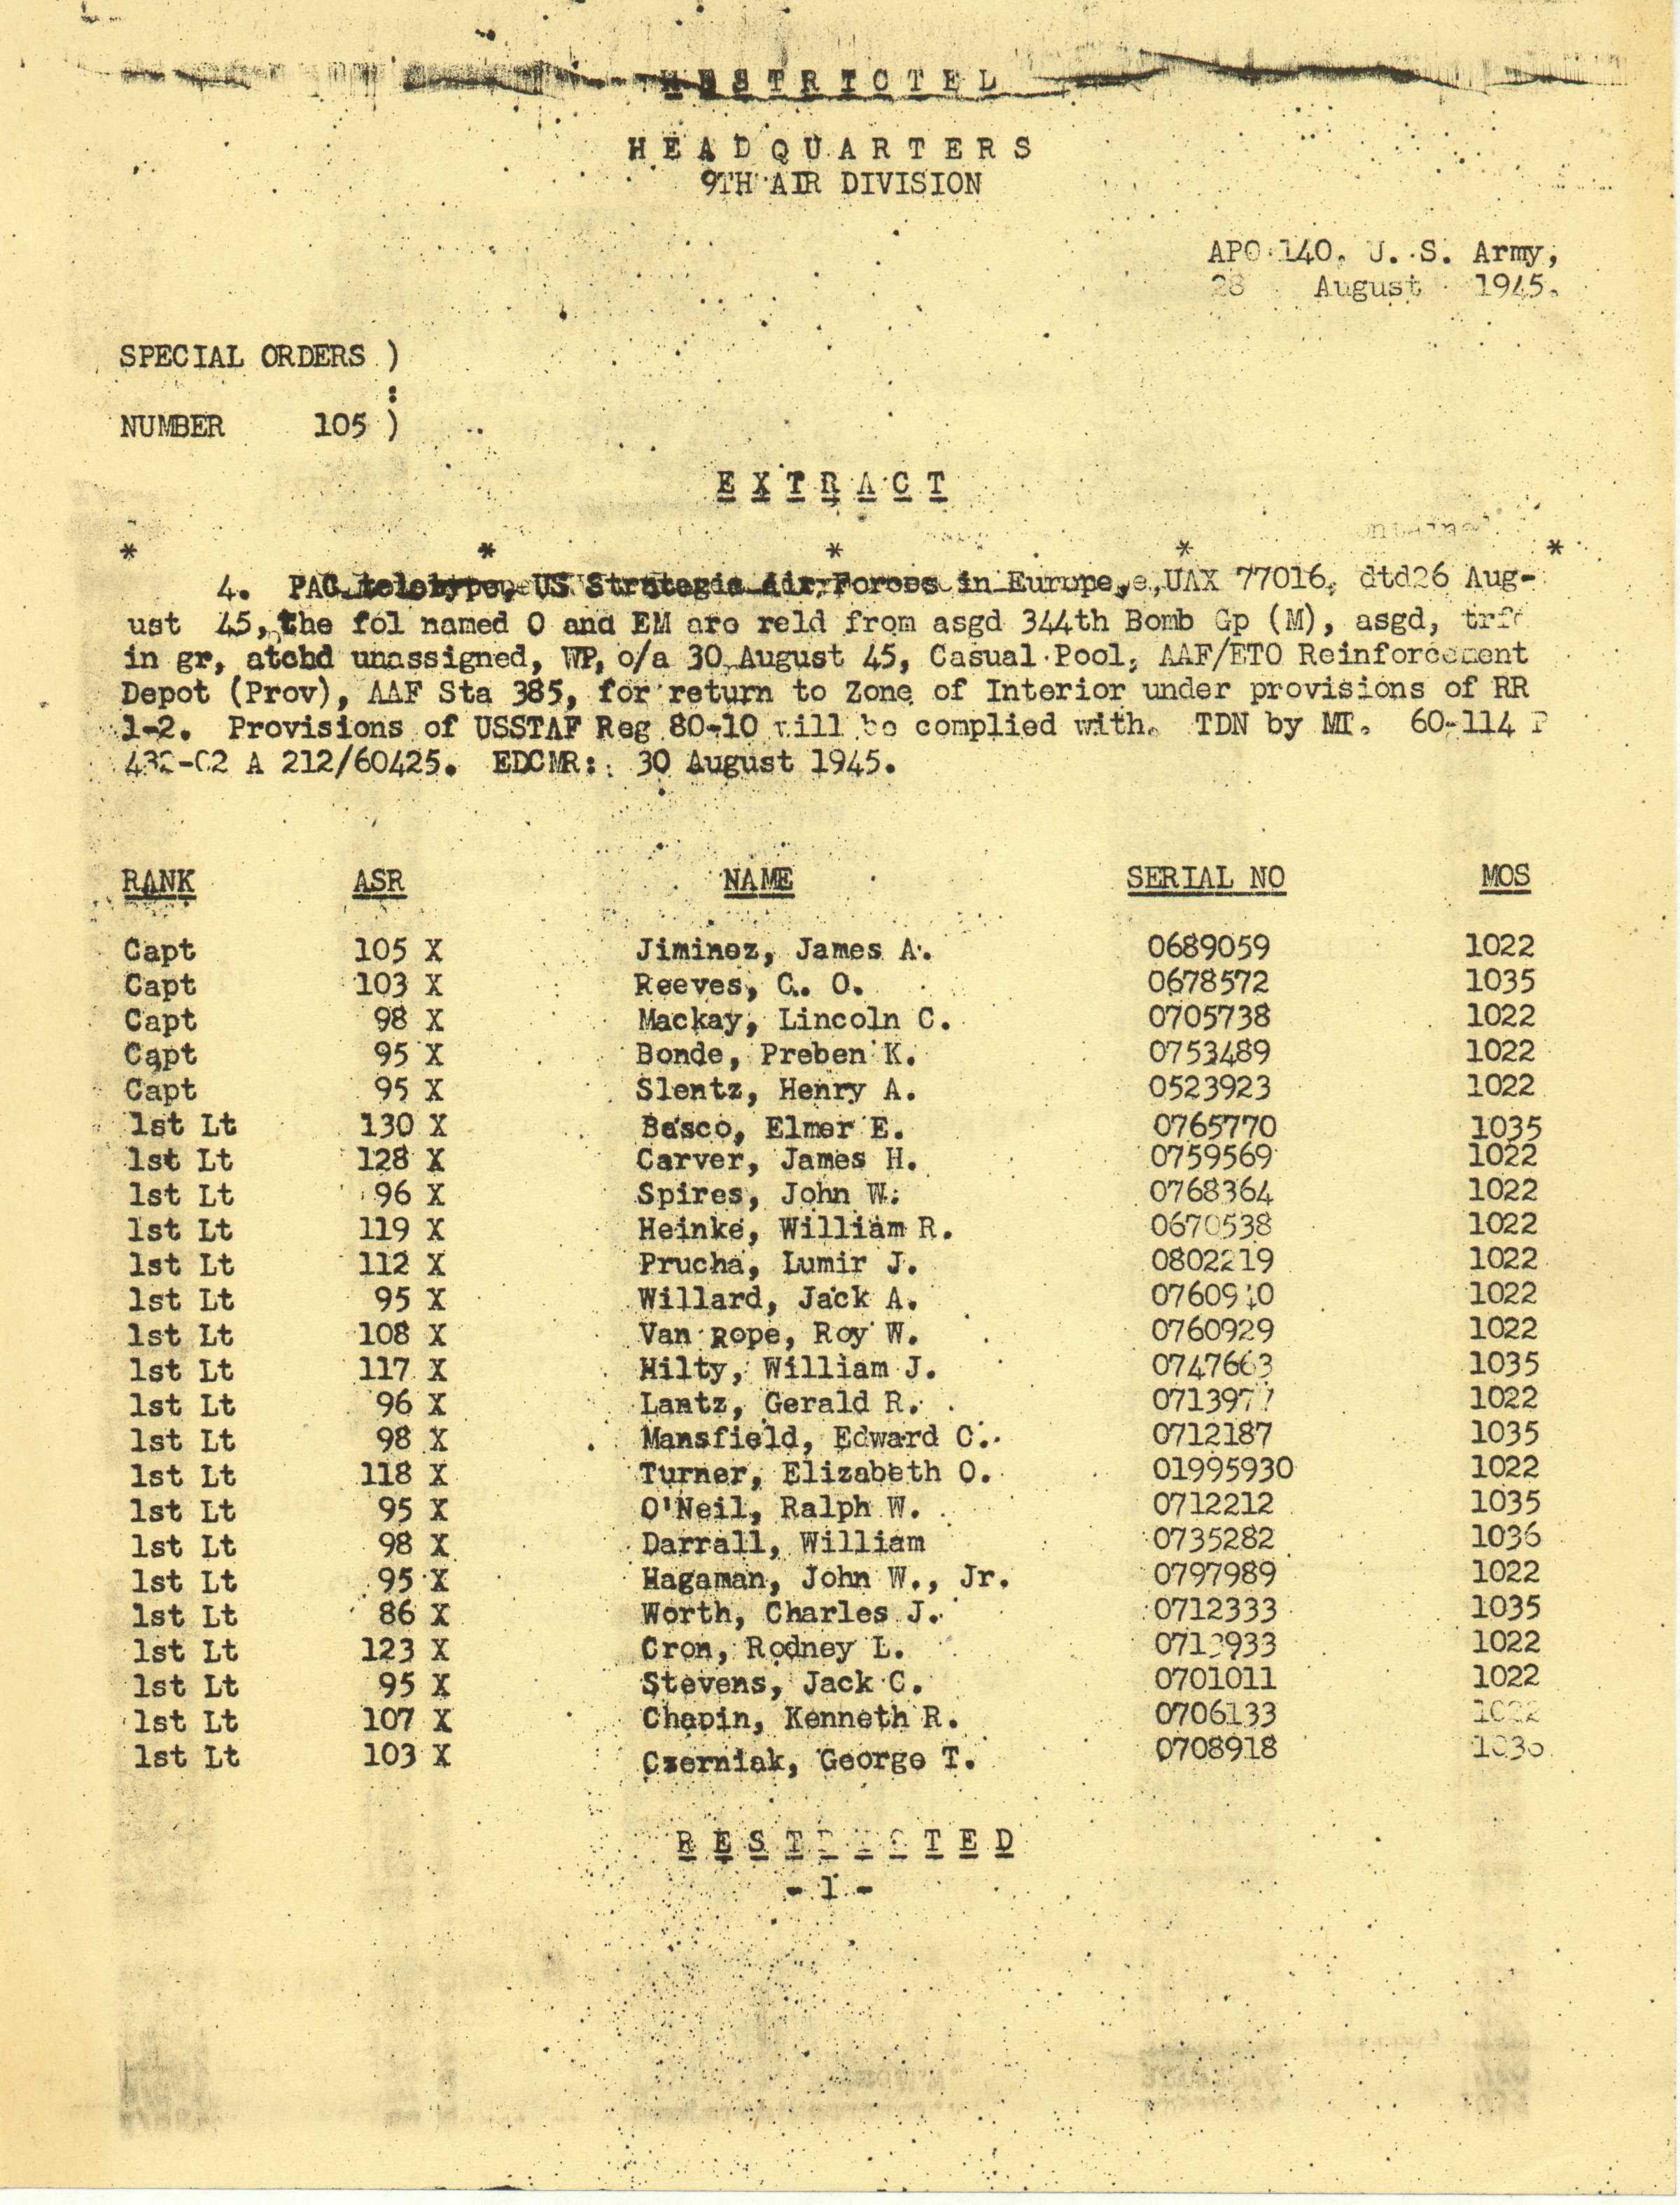 RESTRICTED
HEADQUARTERS
9TH AIR DIVISION
APO 140, U. S. Army,
28 August 1945.
SPECIAL ORDERS )
:
NUMBER 105 )
EXTRACT
* * * * *
4. PAC teletype, US Strategic Air Forces in Europe, UAX 77016, dtd26 Aug-
ust 45, the fol named O and EM are reld from asgd 344th Bomb Gp (M), asgd, trfd
in gr, atchd unassigned, WP, o/a 30 August 45, Casual Pool, AAF/ETO Reinforcement
Depot (Prov), AAF Sta 385, for return to Zone of Interior under provisions of RR
1-2. Provisions of USSTAF Reg 80-10 will be complied with. TDN by MT. 60-114 P
432-02 A 212/60425. EDCMR: 30 August 1945.
RANK ASR NAME SERIAL NO MOS
Capt 105 X Jiminez, James A. 0689059 1022
Capt 103 X Reeves, C. O. 0678572 1035
Capt 98 X Mackay, Lincoln C. 0705738 1022
Capt 95 X Bonde, Preben K. 0753489 1022
Capt 95 X Slentz, Henry A. 0523923 1022
1st Lt 130 X Basco, Elmer E. 0765770 1035
1st Lt 128 X Carver, James H. 0759569 1022
1st Lt 96 X Spires, John W. 0768364 1022
1st Lt 119 X Heinke, William R. 0670538 1022
1st Lt 112 X Prucha, Lumir J. 0802219 1022
1st Lt 95 X Willard, Jack A. 1022
1st Lt 108 X Van Rope, Roy W. 0760929 1022
1st Lt 117 X Hilty, William J. 0747663 1035
1st Lt 96 X Lantz, Gerald R. 0713977 1022
1st Lt 98 X Mansfield, Edward C. 0712187 1035
1st Lt 118 X Turner, Elizabeth O. 01995930 1022
1st Lt 95 X O'Neil, Ralph W. 0712212 1035
1st Lt 98 X Darrall, William 0735282 1036
1st Lt 95 X Hagaman, John W., Jr. 0797989 1022
1st Lt 86 X Worth, Charles J. 0712333 1035
1st Lt 123 X Cron, Rodney L. 1022
1st Lt 95 X Stevens, Jack C. 0701011 1022
1st Lt 107 X Chapin, Kenneth R. 0706133 1022
1st Lt 103 X Czerniak, George T. 0708918
RESTRICTED
- 1 -